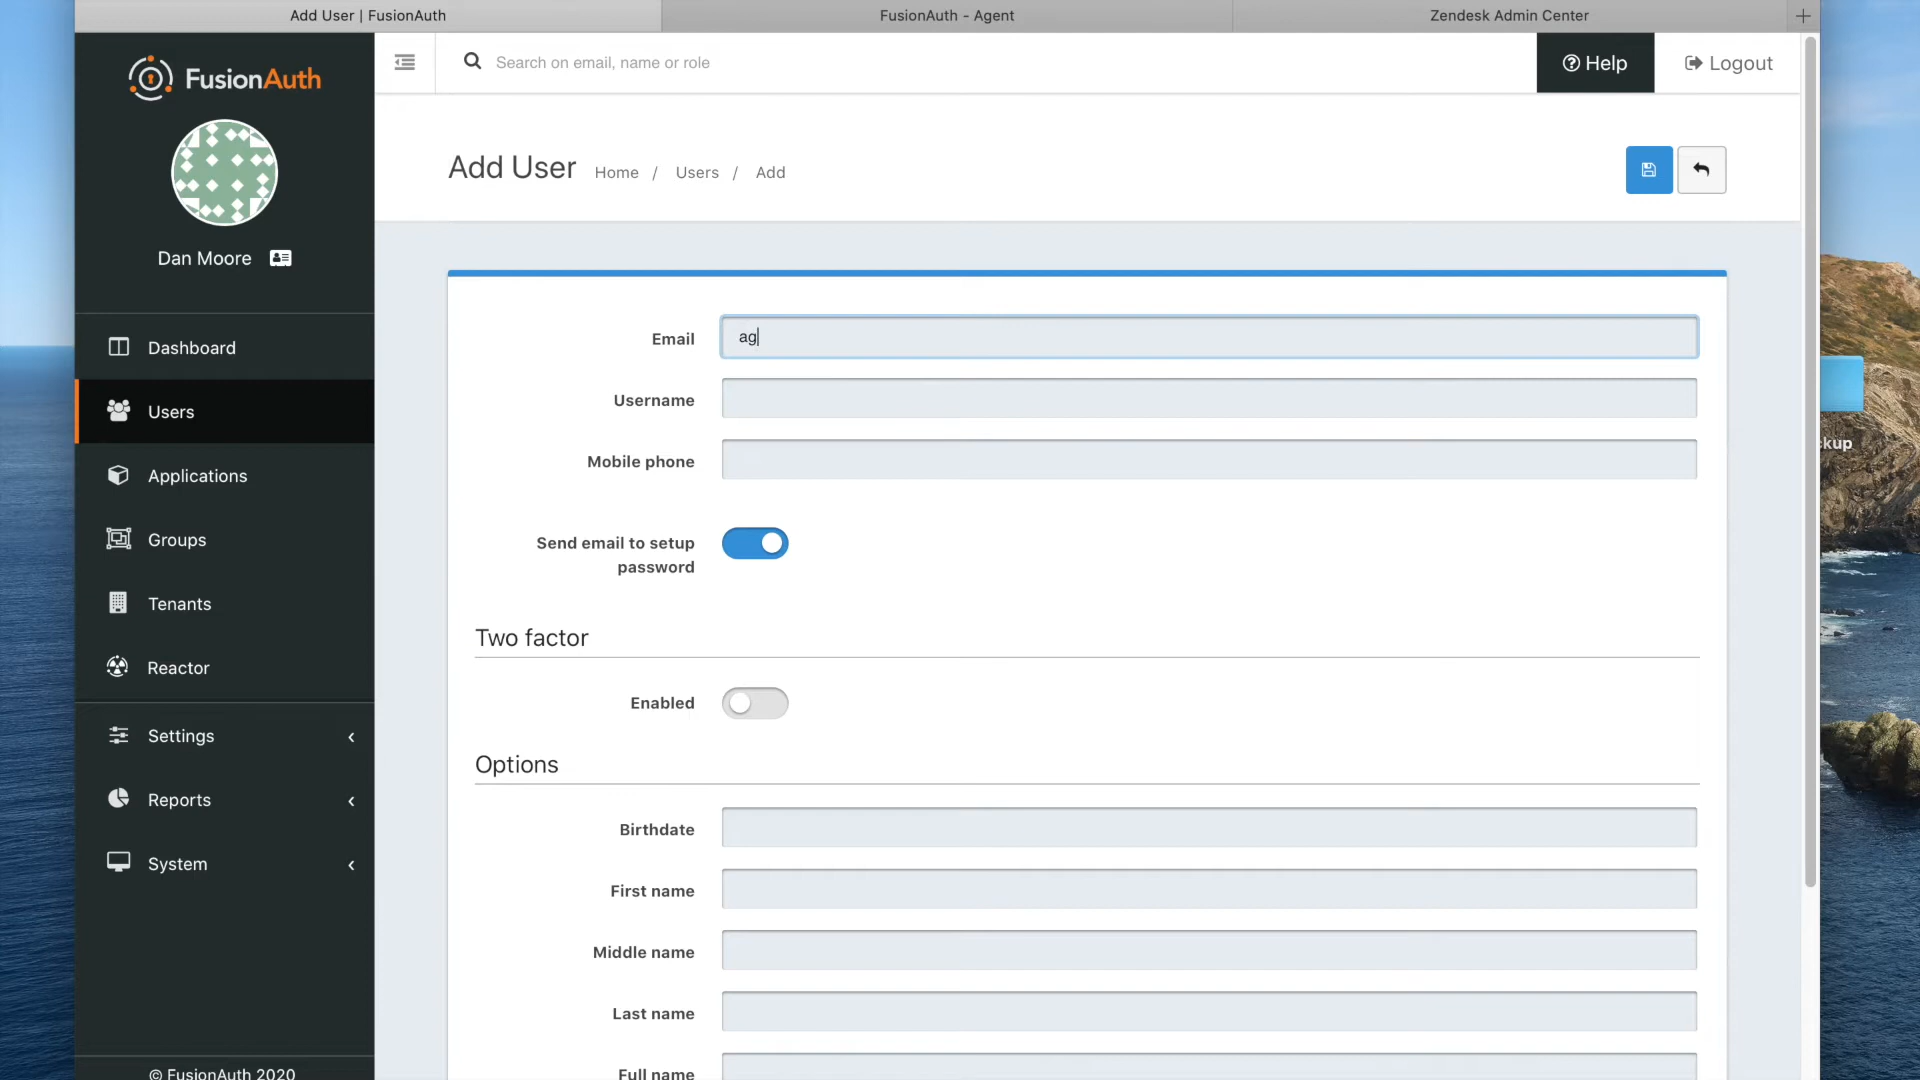 Add User | FusionAuth
FusionAuth - Agent
Zendesk Admin Center
FusionAuth
Search on email, name or role
Help
Logout
Add User Home / Users / Add
Dan Moore
Dashboard
Users
Applications
Groups
Tenants
Reactor
Settings
Reports
System
© FusionAuth 2020
Email ag
Username
Mobile phone
Send email to setup
password
Two factor
Enabled
Options
Birthdate
First name
Middle name
Last name
Full name
ckup